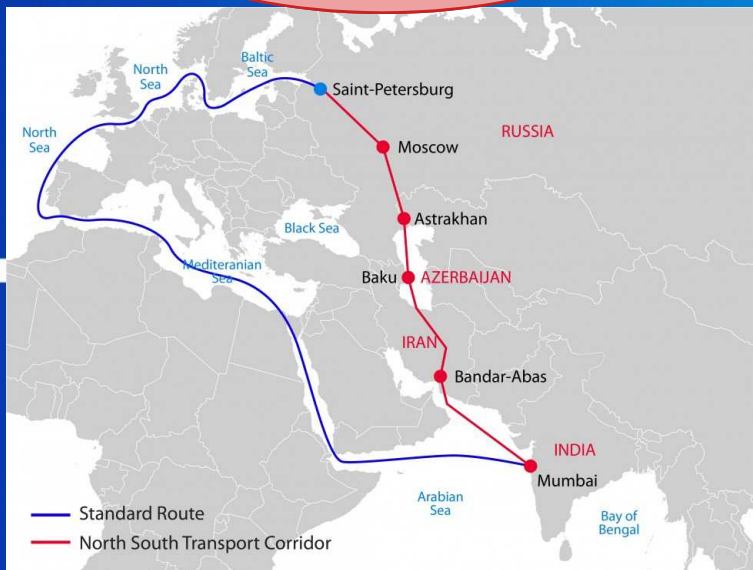 North
Sea
Baltic
Sea
Saint-Petersburg
North
Sea
RUSSIA
Moscow
Astrakhan
Black Sea
Mediteranian
Sea
Baku
AZERBAIJAN
IRAN
Bandar-Abas
INDIA
Mumbai
Arabian
Sea
Bay of
Bengal
Standard Route
North South Transport Corridor